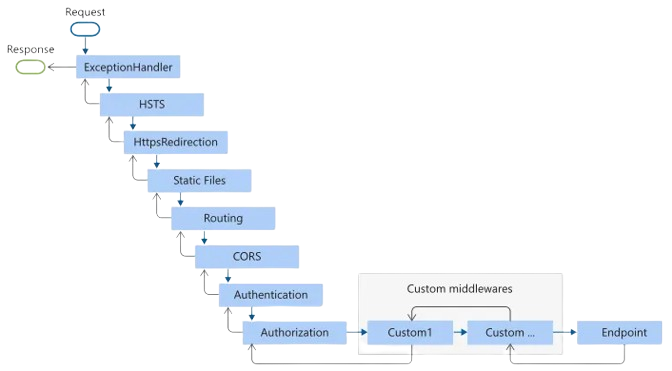 Request
Response
ExceptionHandler
HSTS
HttpsRedirection
Static Files
Routing
CORS
Authentication
Custom middlewares
Authorization
Custom1
Custom ...
Endpoint